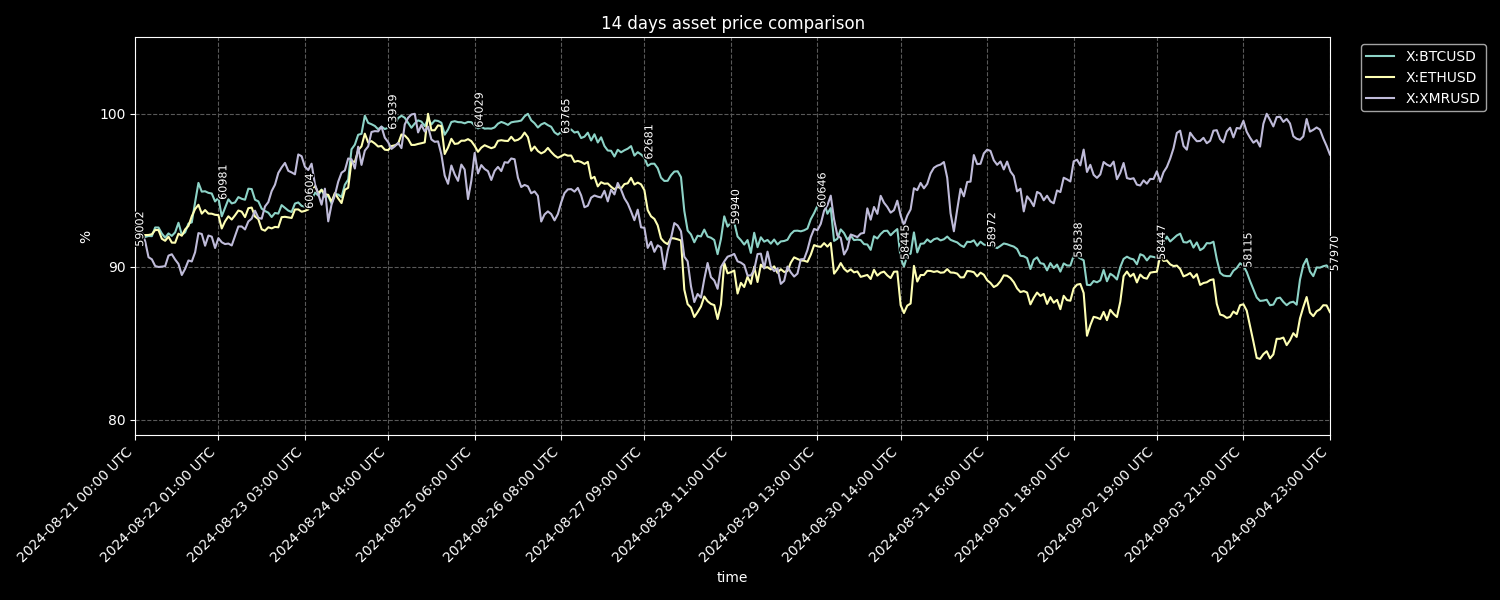 14 days asset price comparison
X:BTCUSD
X:ETHUSD
X:XMRUSD
100
90
80
%
59002
60981
60604
63939
64029
63765
62681
59940
60646
58445
58972
58538
58447
58115
57970
2024-08-21 00:00 UTC
2024-08-22 01:00 UTC
2024-08-23 03:00 UTC
2024-08-24 04:00 UTC
2024-08-25 06:00 UTC
2024-08-26 08:00 UTC
2024-08-27 09:00 UTC
2024-08-28 11:00 UTC
2024-08-29 13:00 UTC
2024-08-30 14:00 UTC
2024-08-31 16:00 UTC
2024-09-01 18:00 UTC
2024-09-02 19:00 UTC
2024-09-03 21:00 UTC
2024-09-04 23:00 UTC
time